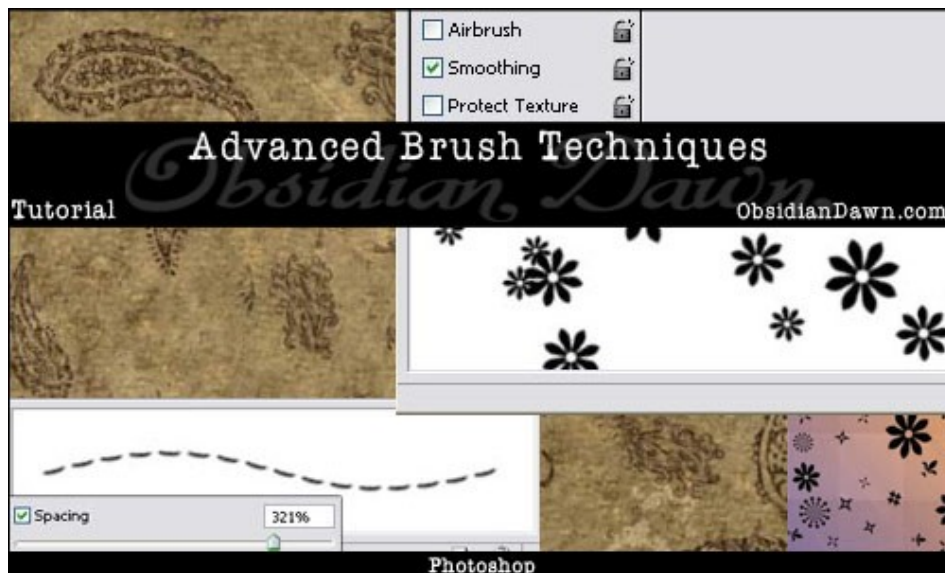 Airbrush
Smoothing
Protect Texture
Advanced Brush Techniques
Obsidian Dawn
Tutorial
ObsidianDawn.com
Spacing
321%
Photoshop